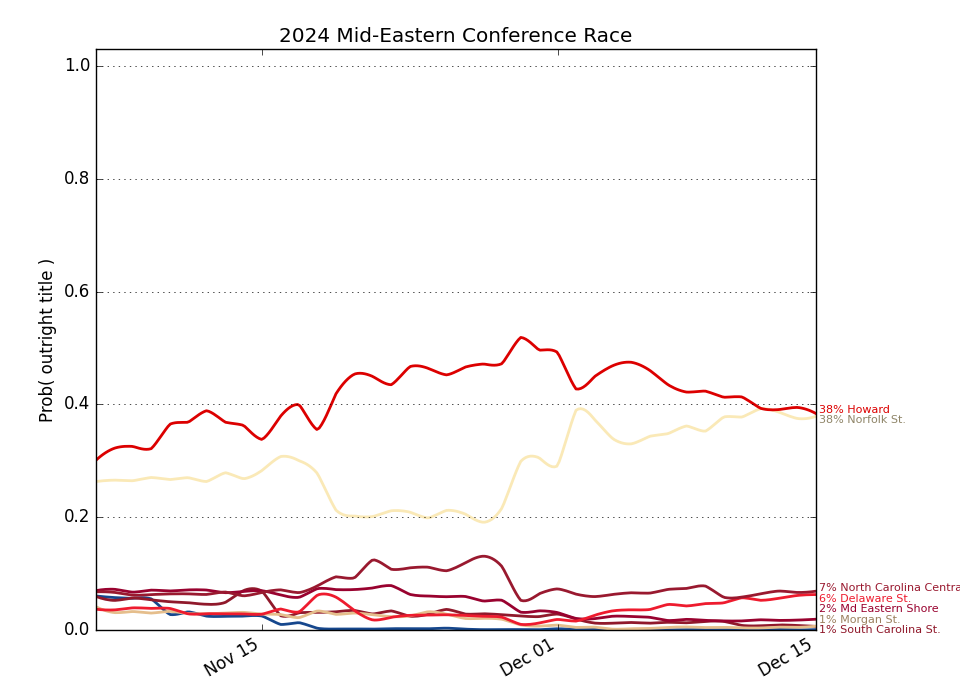 2024 Mid-Eastern Conference Race
1.0
0.8
0.6
0.4
0.2
0.0
Prob( outright title )
Nov 15
Dec 01
Dec 15
38% Howard
38% Norfolk St.
7% North Carolina Centra
6% Delaware St.
2% Md Eastern Shore
1% Morgan St.
1% South Carolina St.